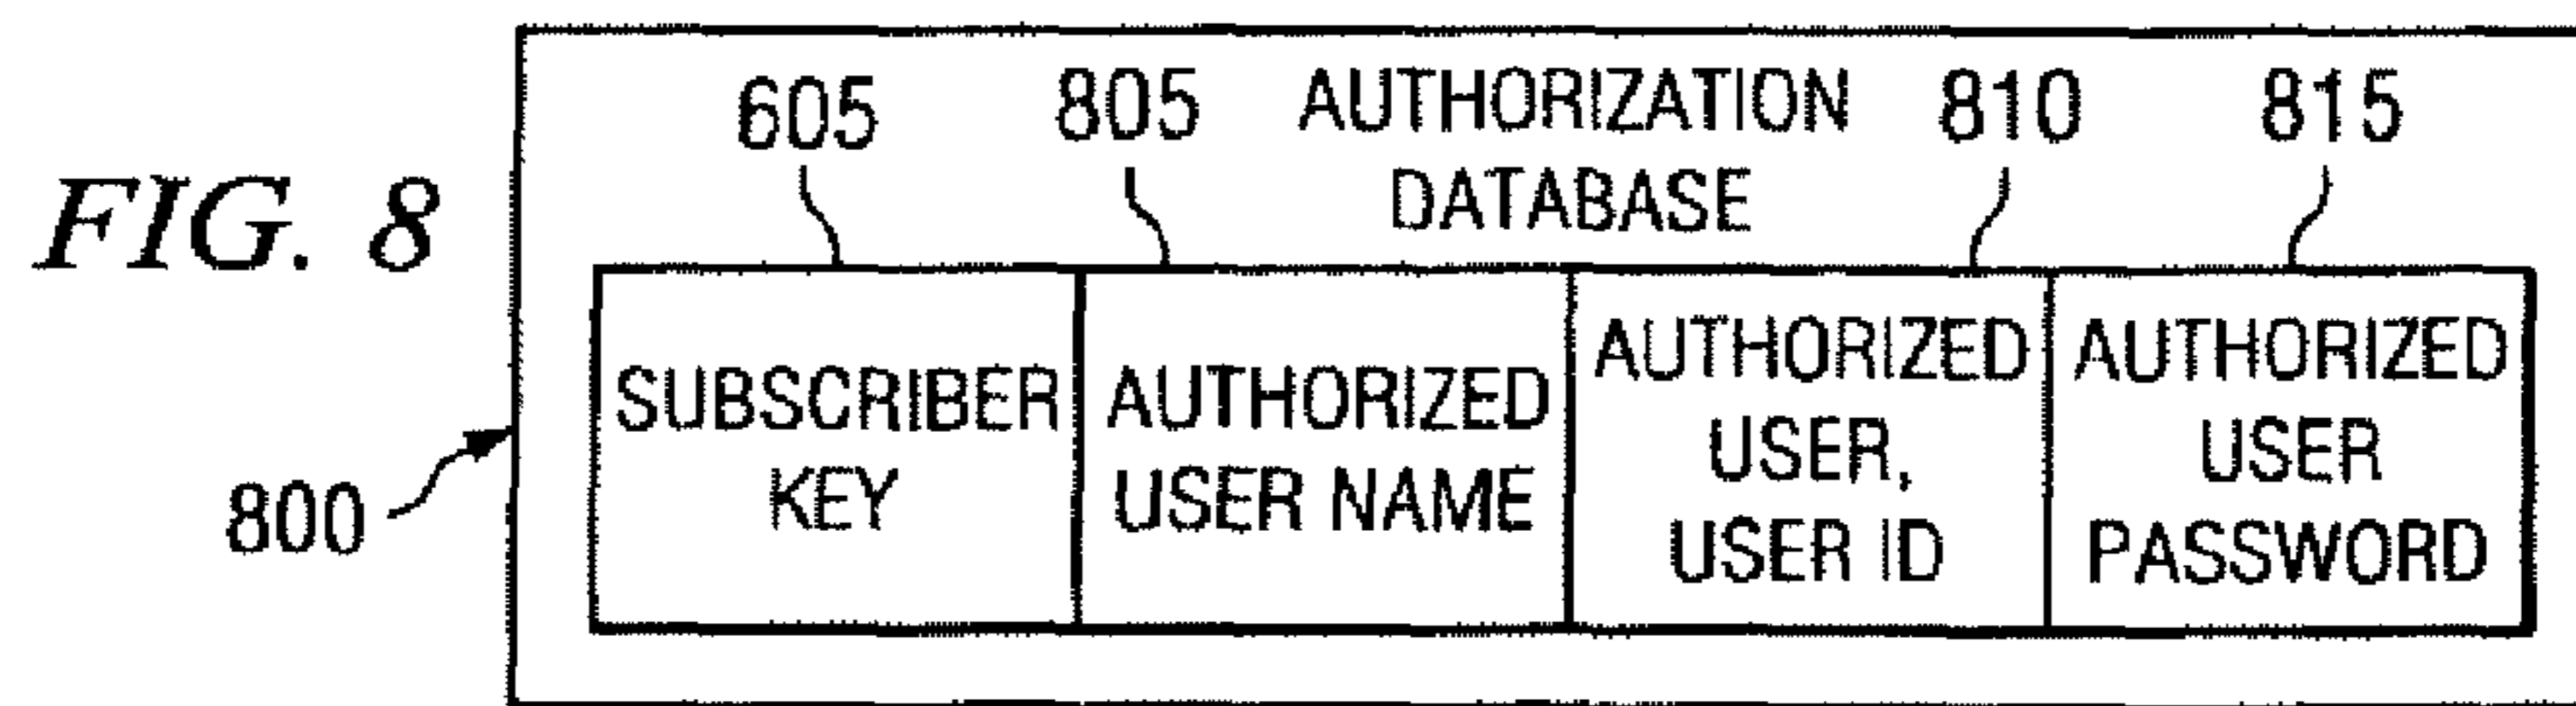 FIG. 8
605 805 AUTHORIZATION 810 815
DATABASE
SUBSCRIBER
KEY
AUTHORIZED
USER NAME
AUTHORIZED
USER,
USER ID
AUTHORIZED
USER
PASSWORD
800